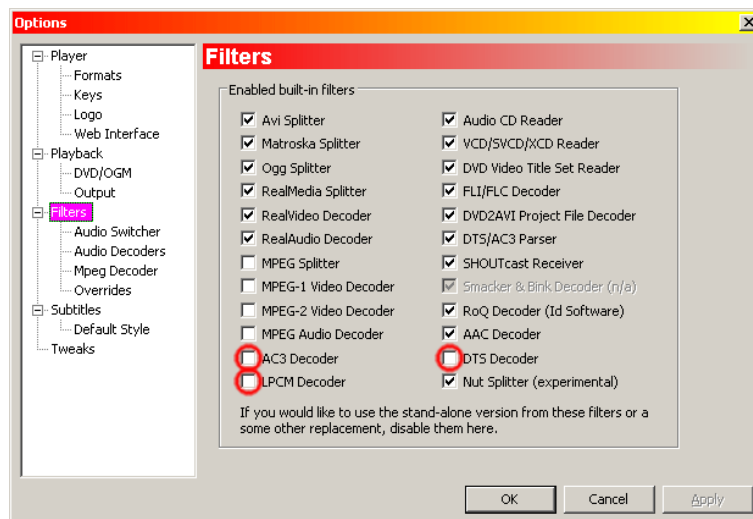 Options
Player
Formats
Keys
Logo
Web Interface
Playback
DVD/OGM
Output
Filters
Audio Switcher
Audio Decoders
Mpeg Decoder
Overrides
Subtitles
Default Style
Tweaks
Filters
Enabled built-in filters
Avi Splitter
Matroska Splitter
Ogg Splitter
RealMedia Splitter
RealVideo Decoder
RealAudio Decoder
MPEG Splitter
MPEG-1 Video Decoder
MPEG-2 Video Decoder
MPEG Audio Decoder
AC3 Decoder
LPCM Decoder
Audio CD Reader
VCD/SVCD/XCD Reader
DVD Video Title Set Reader
FLI/FLC Decoder
DVD2AVI Project File Decoder
DTS/AC3 Parser
SHOUTcast Receiver
Smacker & Bink Decoder (n/a)
RoQ Decoder (Id Software)
AAC Decoder
DTS Decoder
Nut Splitter (experimental)
If you would like to use the stand-alone version from these filters or a
some other replacement, disable them here.
OK
Cancel
Apply